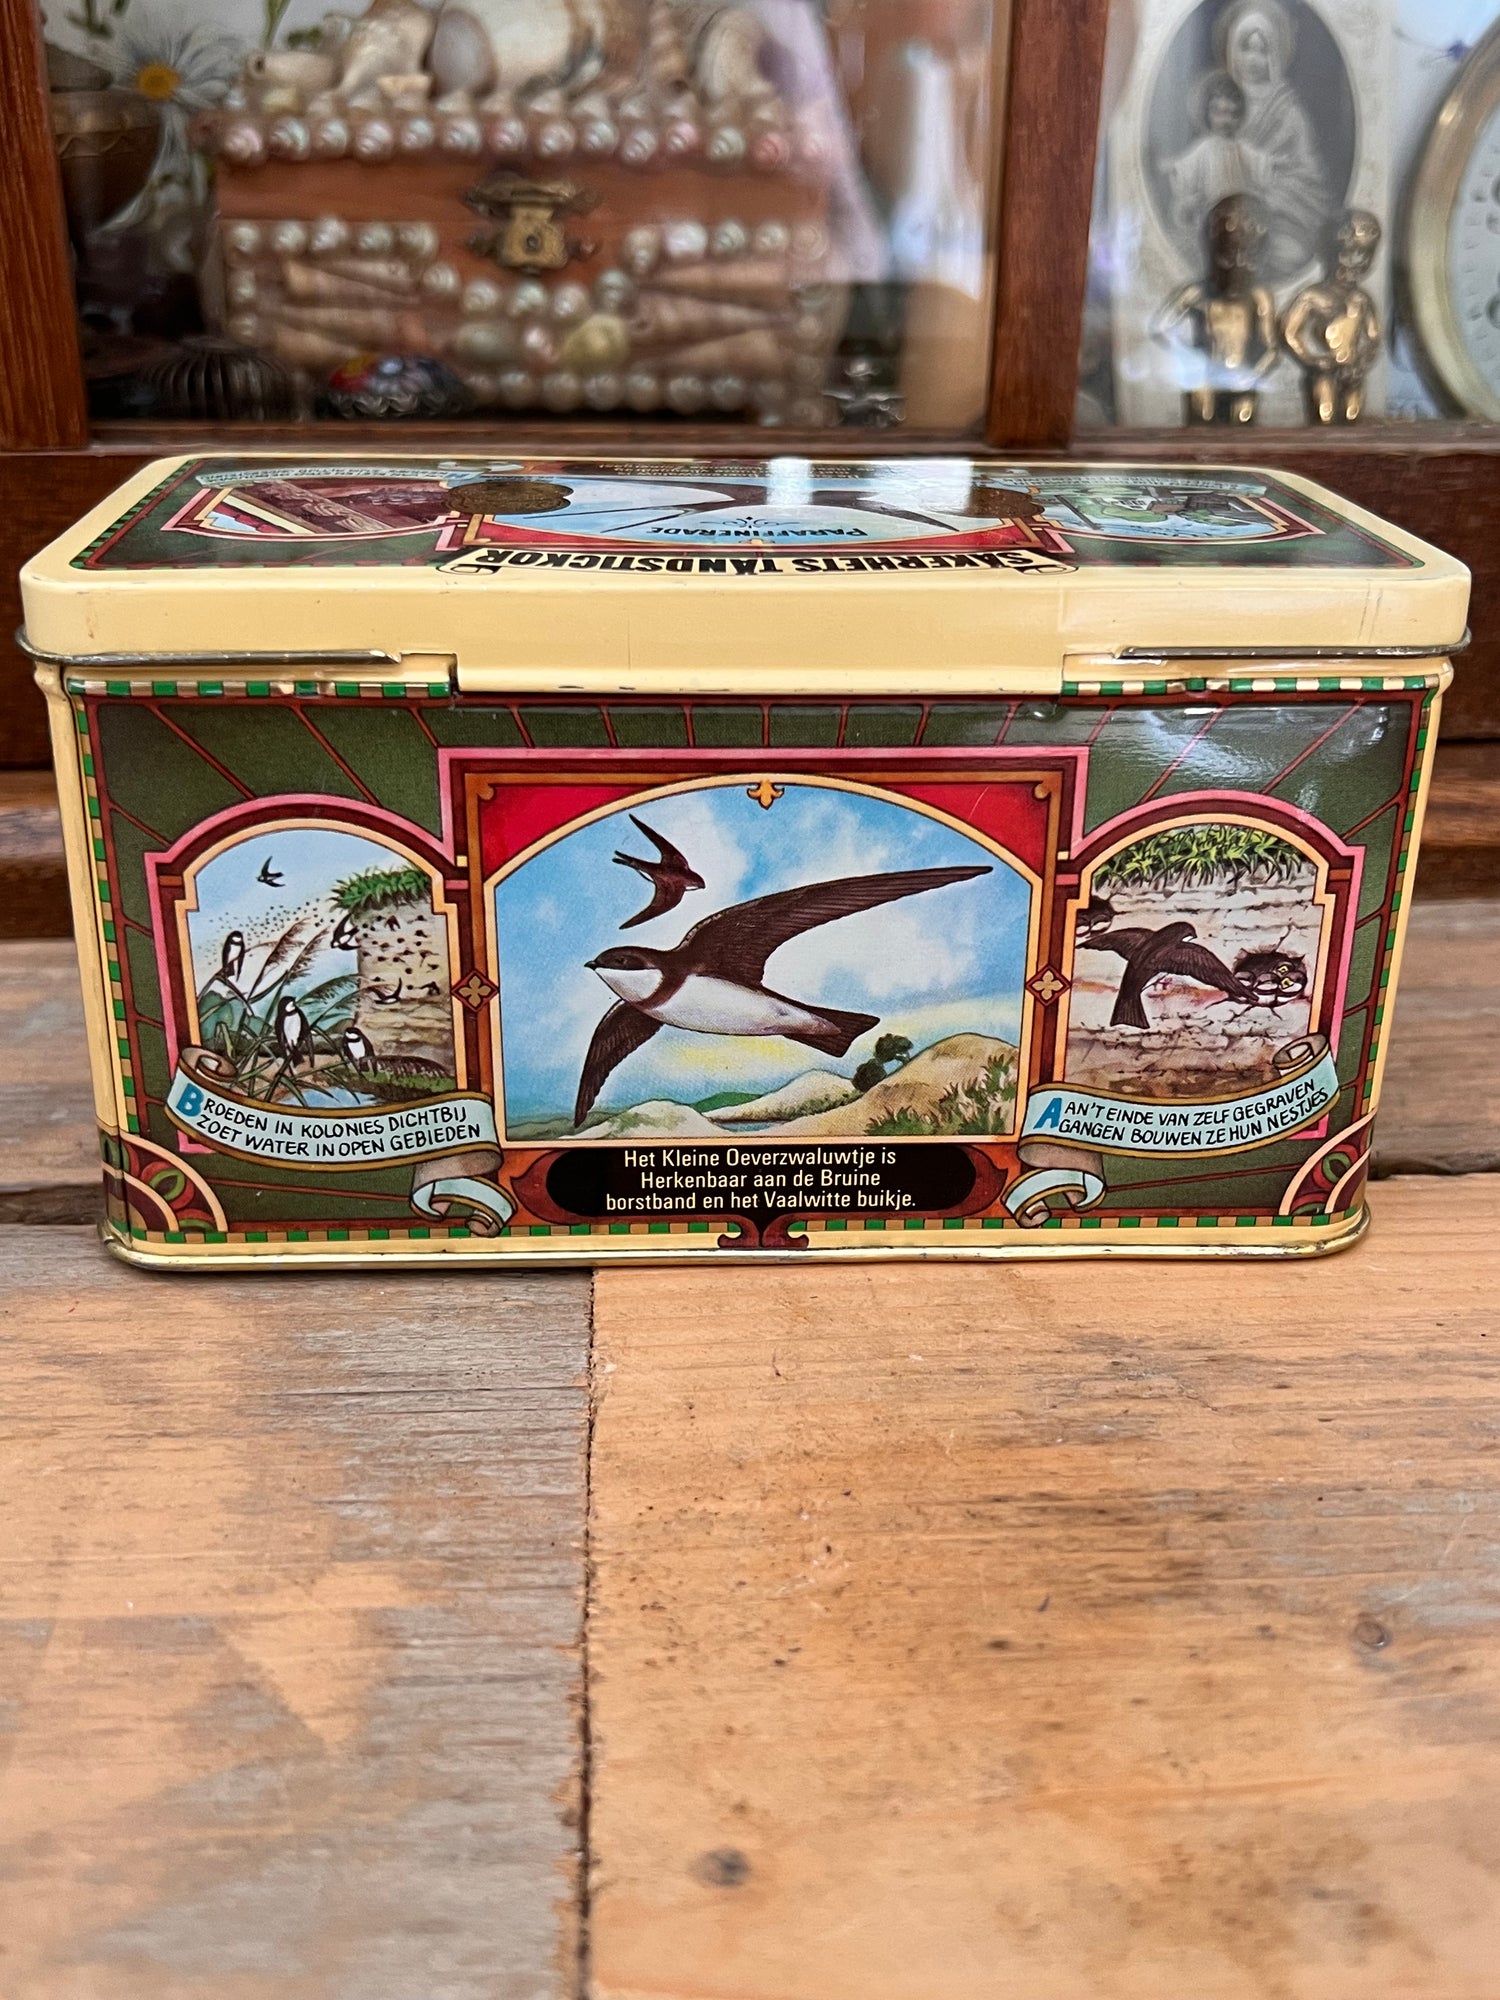 SÄKERHETS TÄNDSTICKOR
PARAFFINERADE
BROEDEN IN KOLONIES DICHTBIJ
ZOET WATER IN OPEN GEBIEDEN
Het Kleine Oeverzwaluwtje is
Herkenbaar aan de Bruine
borstband en het Vaalwitte buikje.
AAN'T EINDE VAN ZELF GEGRAVEN
GANGEN BOUWEN ZE HUN NESTJES